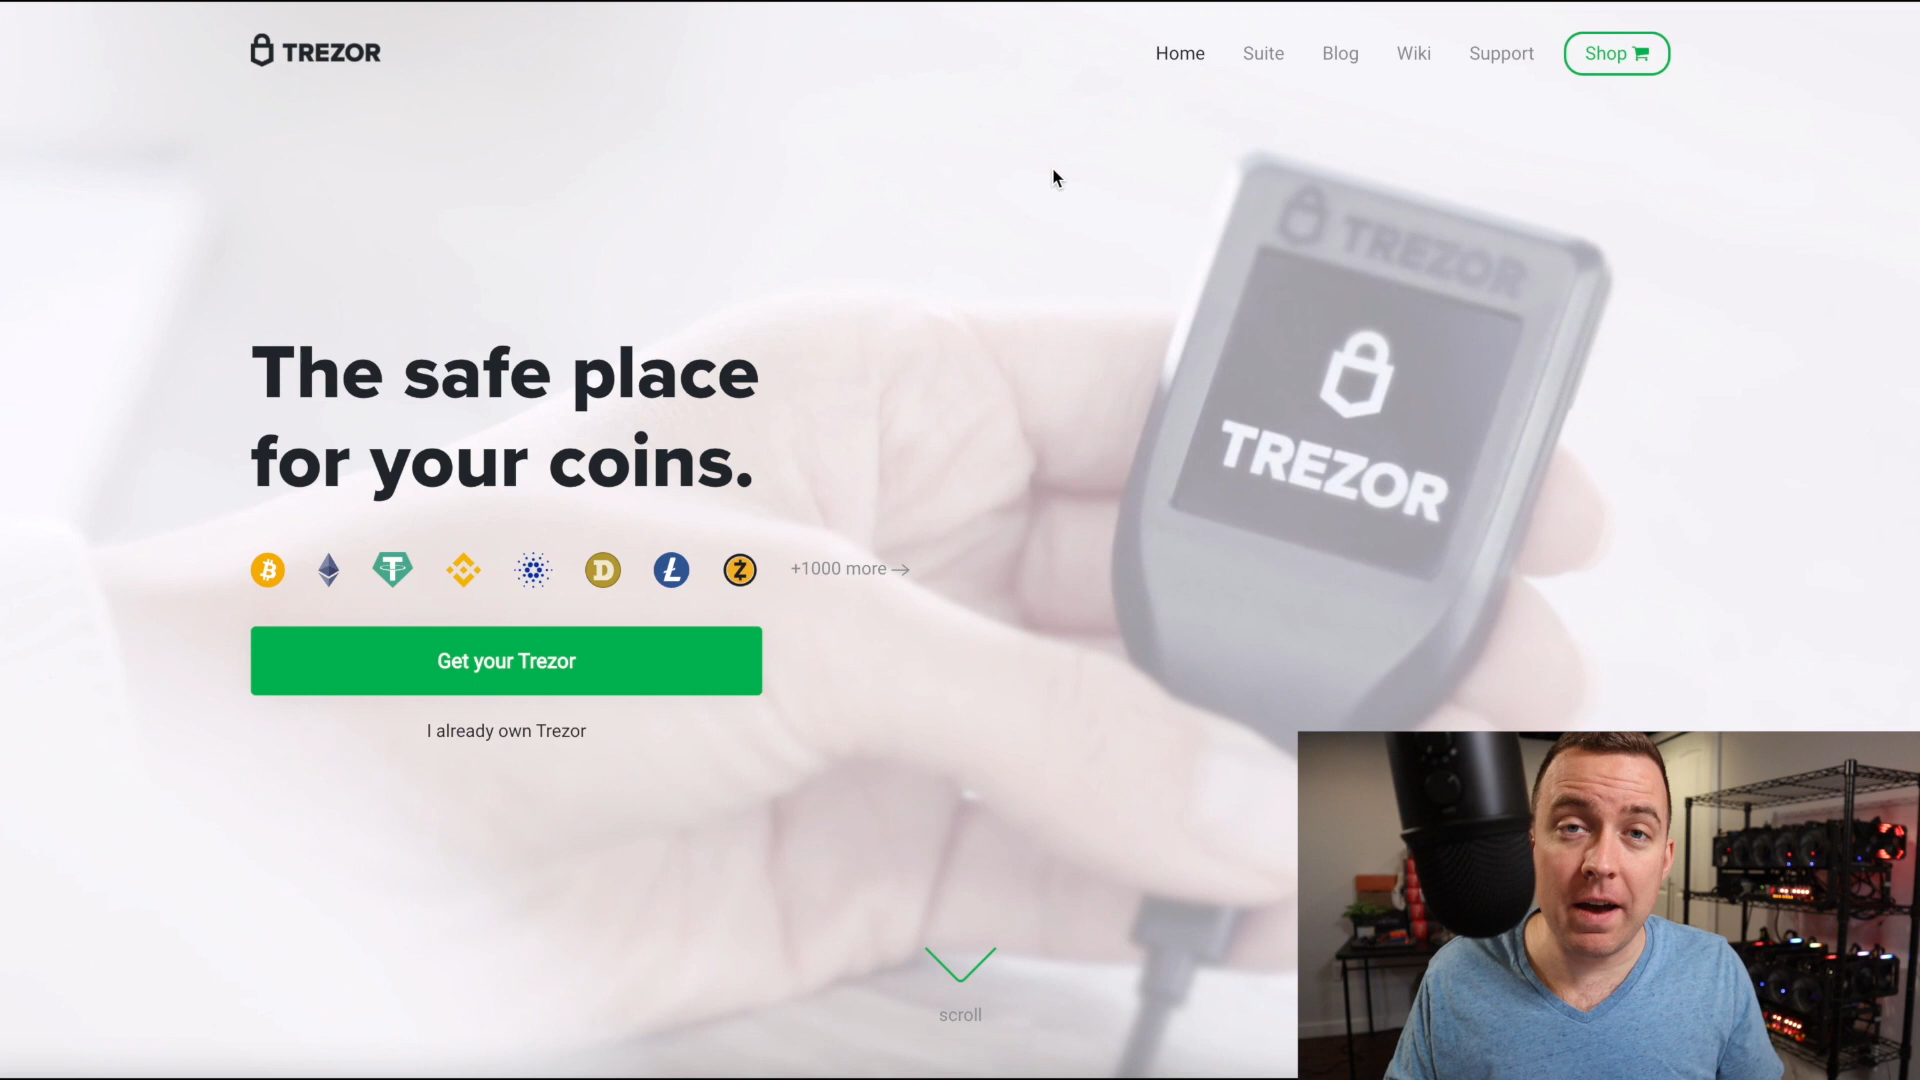 TREZOR
Home
Suite
Blog
Wiki
Support
Shop
TREZOR
TREZOR
The safe place
for your coins.
+1000 more →
Get your Trezor
I already own Trezor
scroll